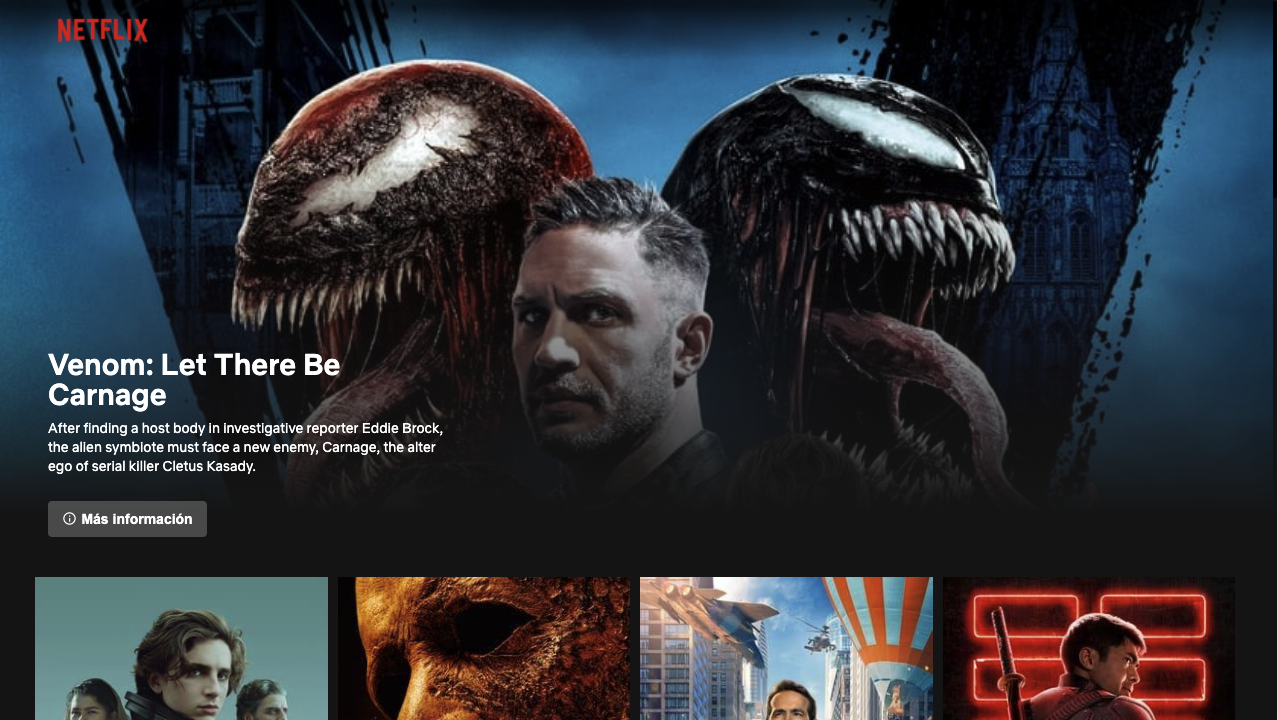 NETFLIX
Venom: Let There Be
Carnage
After finding a host body in investigative reporter Eddie Brock,
the alien symbiote must face a new enemy, Carnage, the alter
ego of serial killer Cletus Kasady.
Más información